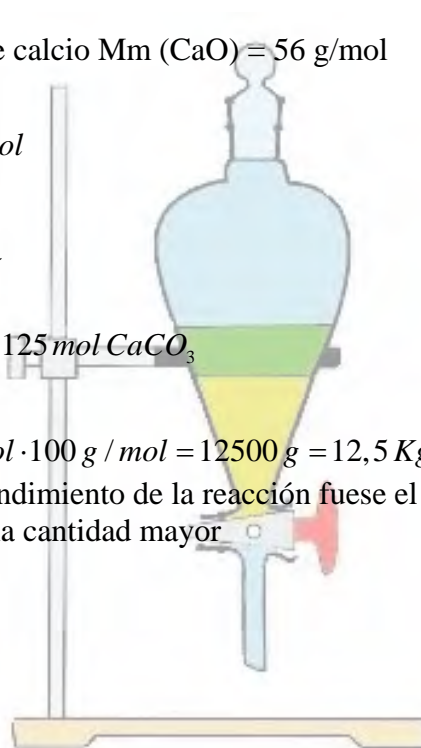 e calcio Mm (CaO) = 56 g/mol
ol
125 mol CaCO₃
ol · 100 g / mol = 12500 g = 12,5 Kg
ndimiento de la reacción fuese el
a cantidad mayor